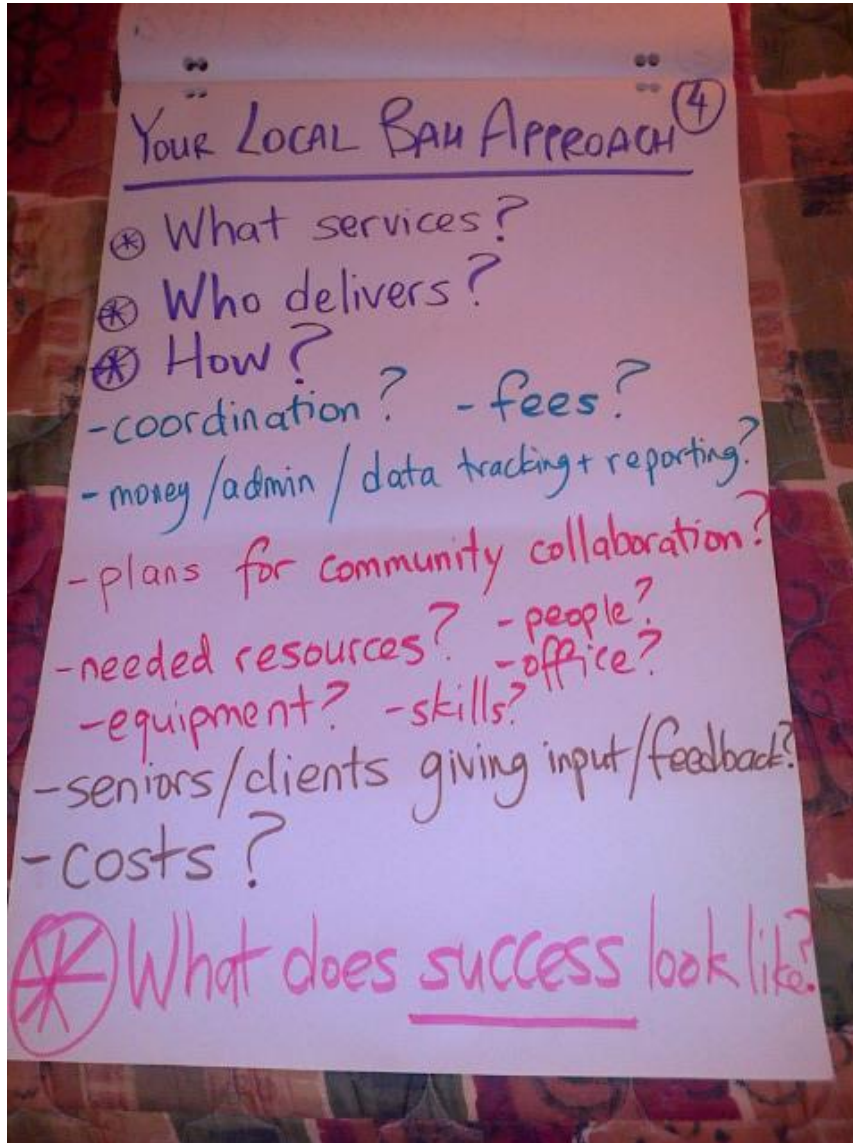 ④
YOUR LOCAL BAH APPROACH
What services?
Who delivers?
How?
-coordination? -fees?
-money/admin/data tracking + reporting?
-plans for community collaboration?
-needed resources? -people?
-office?
-equipment? -skills?
-seniors/clients giving input/feedback?
-costs?
What does success look like?